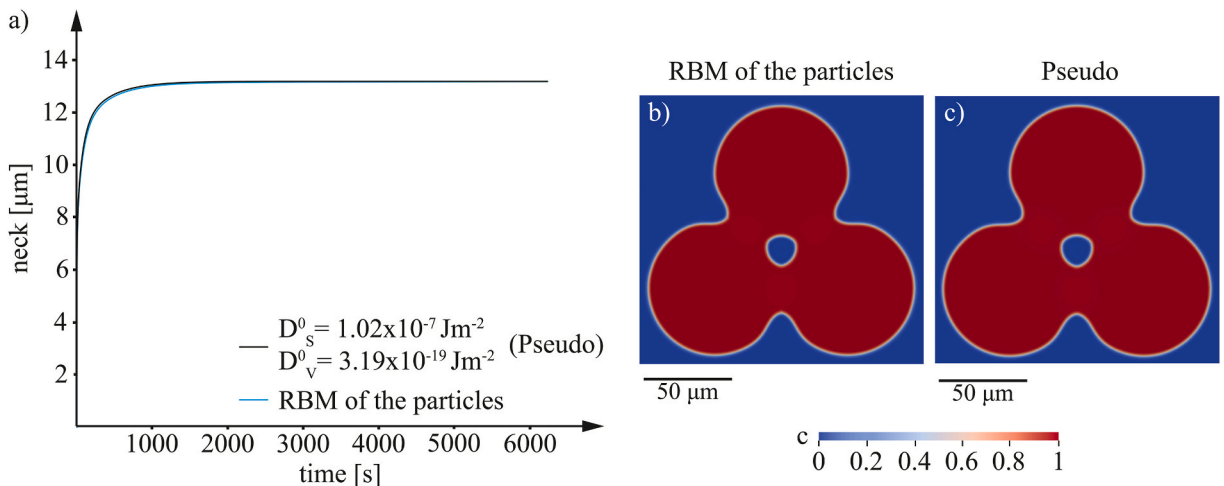 a)
14
12
10
8
6
4
2
neck [µm]
D⁰_S= 1.02x10⁻⁷ Jm⁻²
D⁰_V= 3.19x10⁻¹⁹ Jm⁻²
(Pseudo)
RBM of the particles
1000 2000 3000 4000 5000 6000
time [s]
RBM of the particles
Pseudo
b)
c)
50 µm
50 µm
c
0 0.2 0.4 0.6 0.8 1